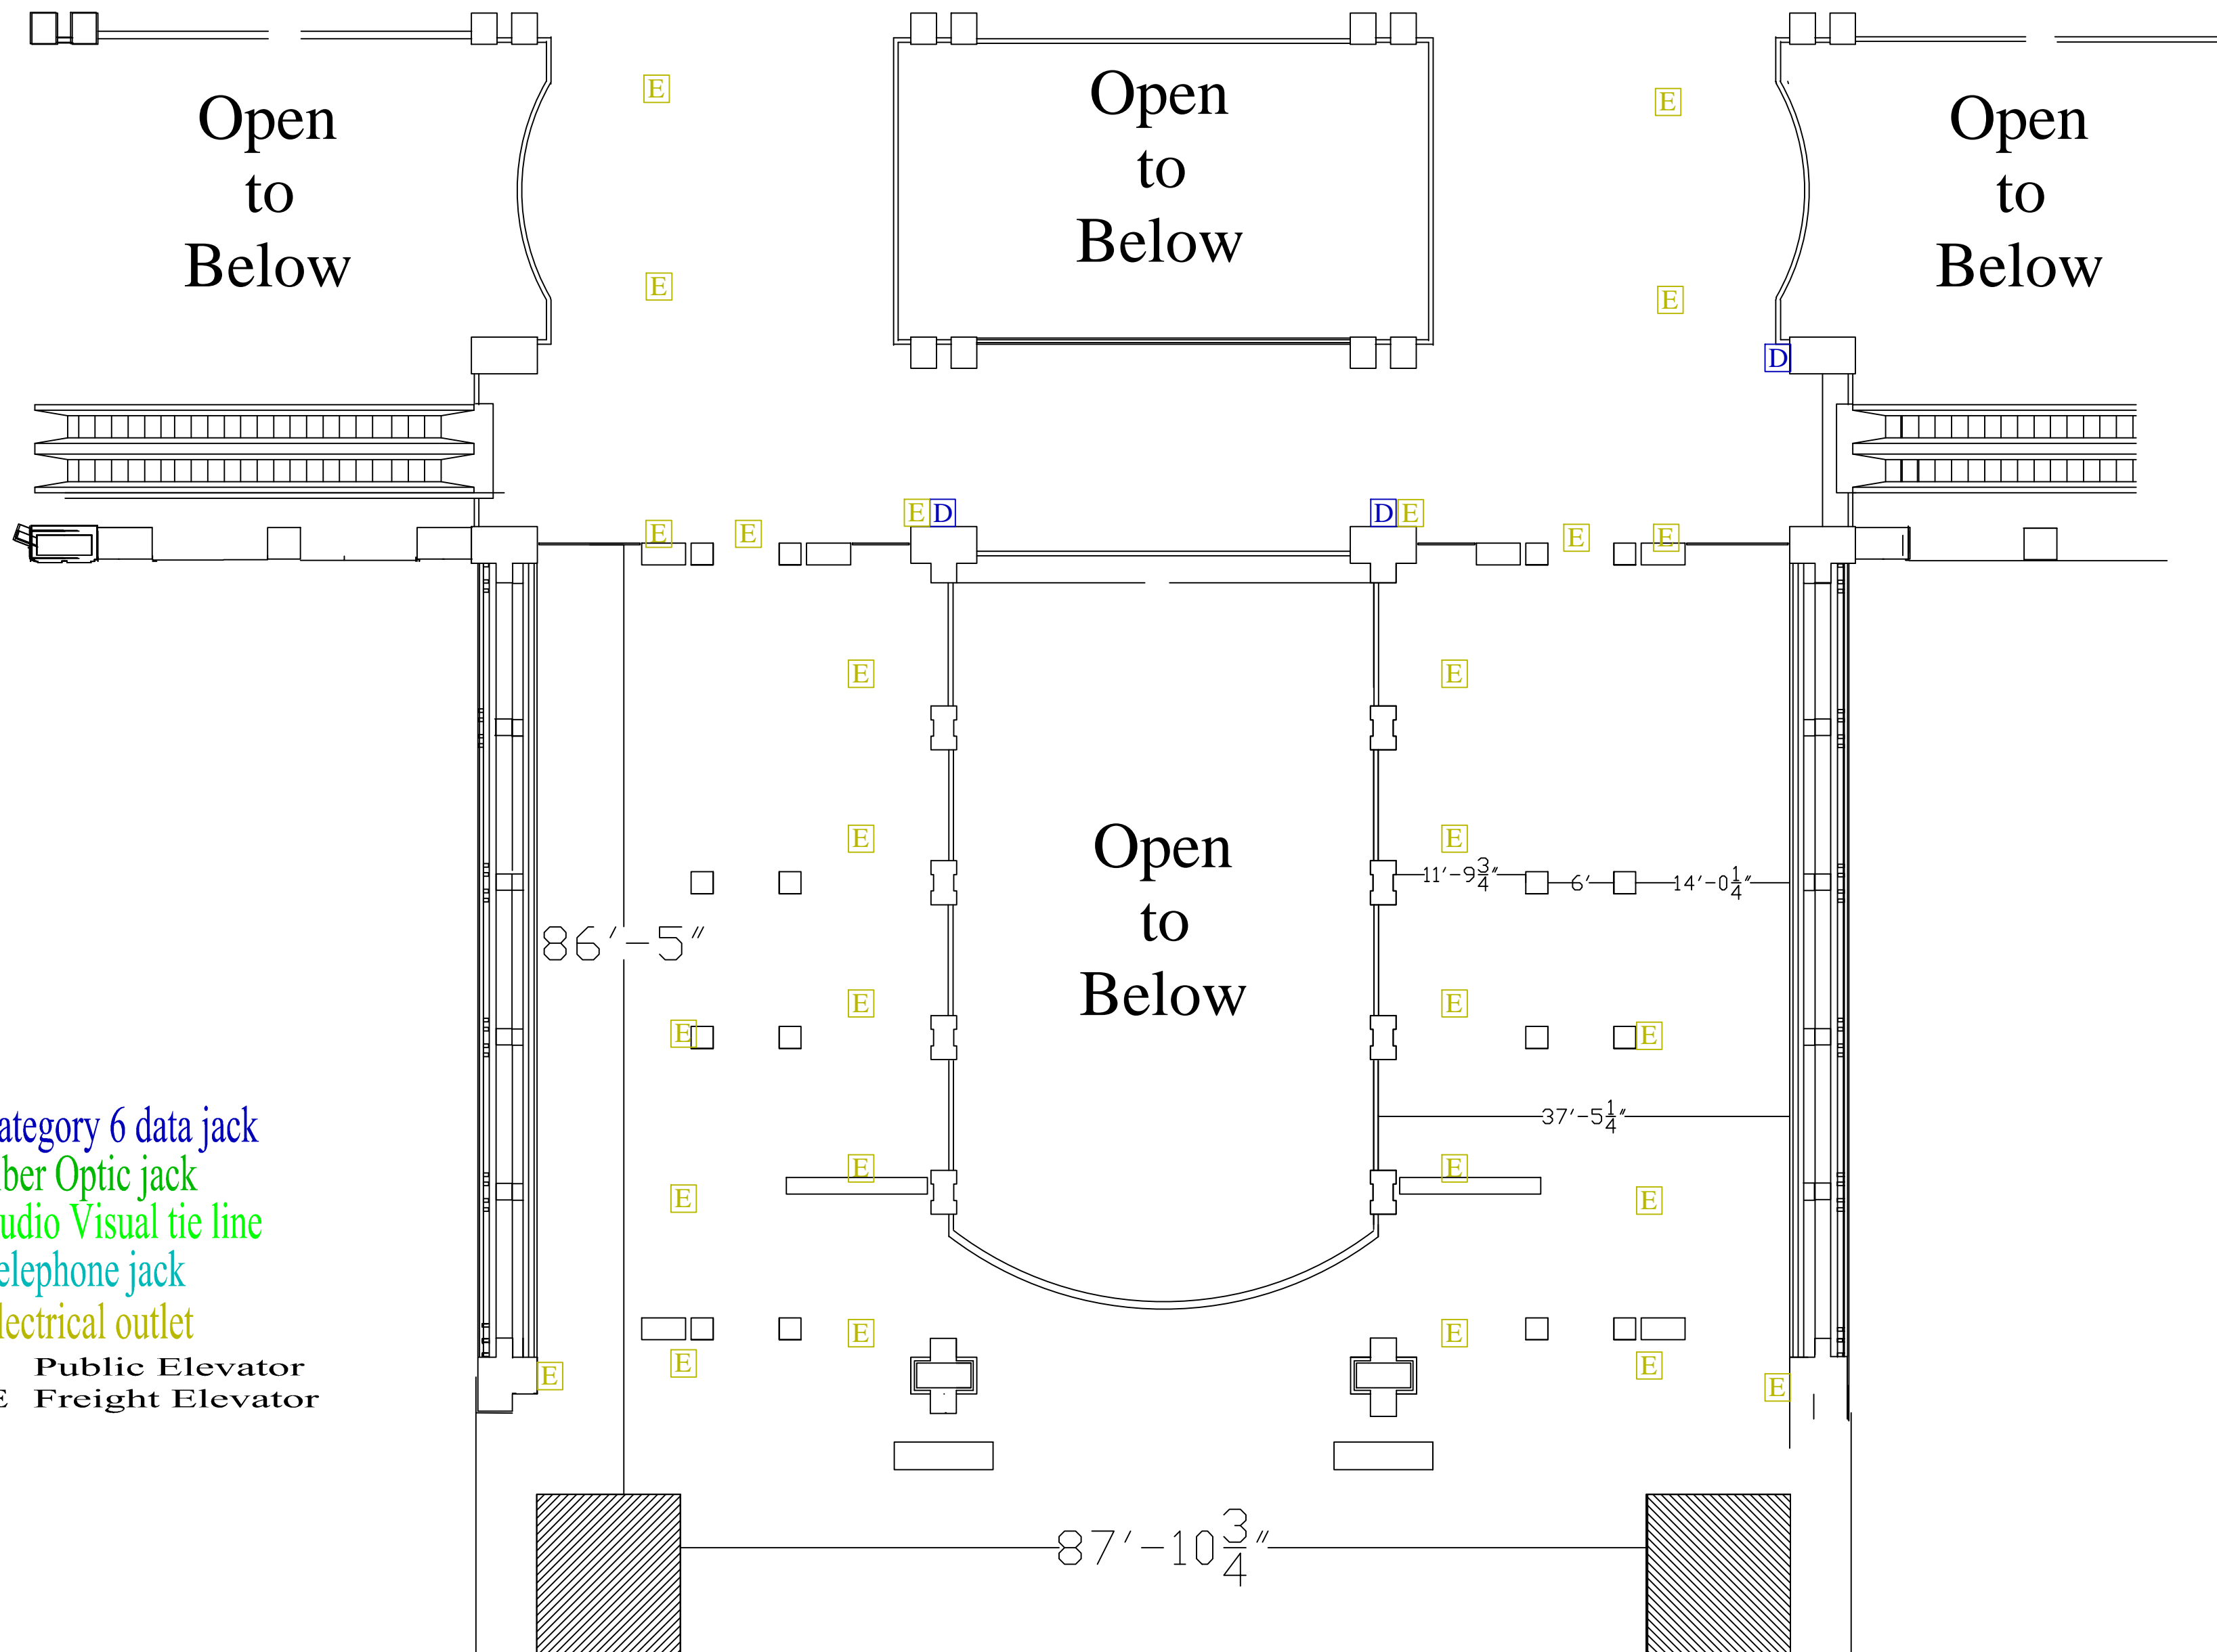 Open
to
Below
Open
to
Below
Open
to
Below
E
E
E
E
D
E D
D E
E
E
E
E
E
E
E
E
Open
to
Below
11'-9 3/4"
6'
14'-0 1/4"
86'-5"
E
E
E
E
37'-5 1/4"
ategory 6 data jack
ber Optic jack
udio Visual tie line
elephone jack
lectrical outlet
Public Elevator
E Freight Elevator
E
E
E
E
E
E
E
E
E
E
87'-10 3/4"